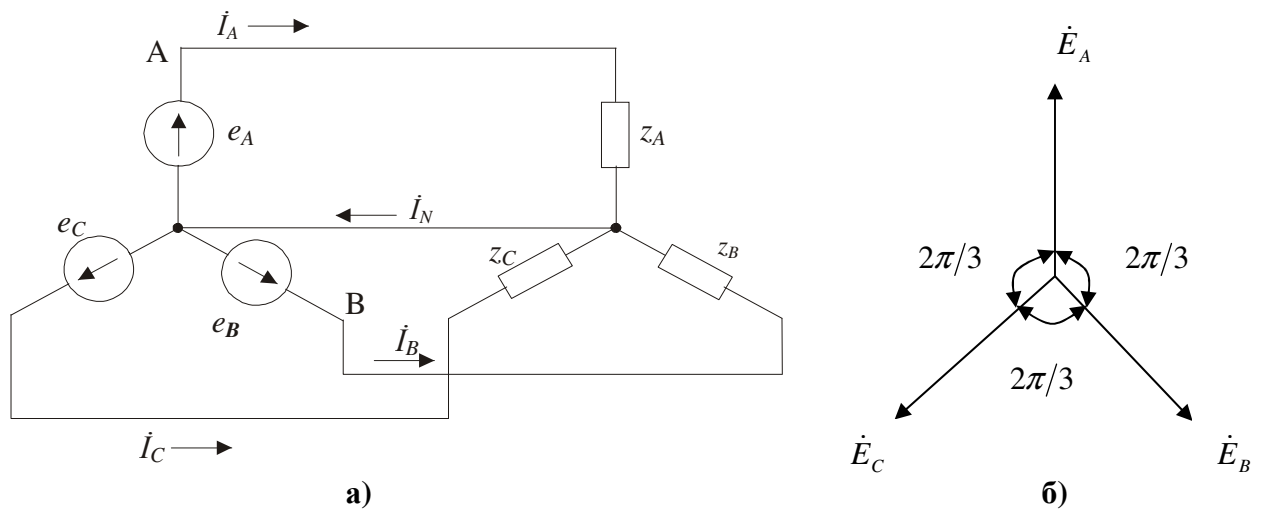 İ_A
A
e_A
z_A
İ_N
e_C
z_C
z_B
B
e_B
İ_B
İ_C
а)
Ė_A
2π/3
2π/3
2π/3
Ė_C
Ė_B
б)